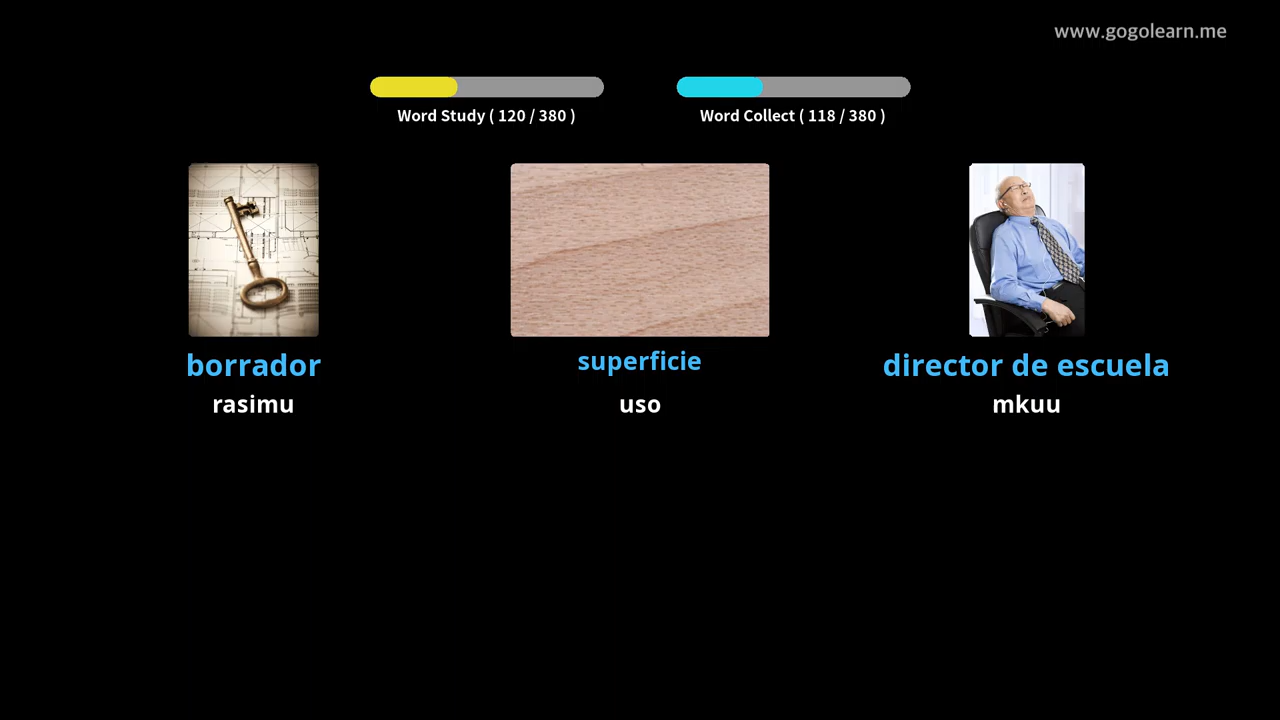 www.gogolearn.me
Word Study ( 120 / 380 )
Word Collect ( 118 / 380 )
borrador
rasimu
superficie
uso
director de escuela
mkuu